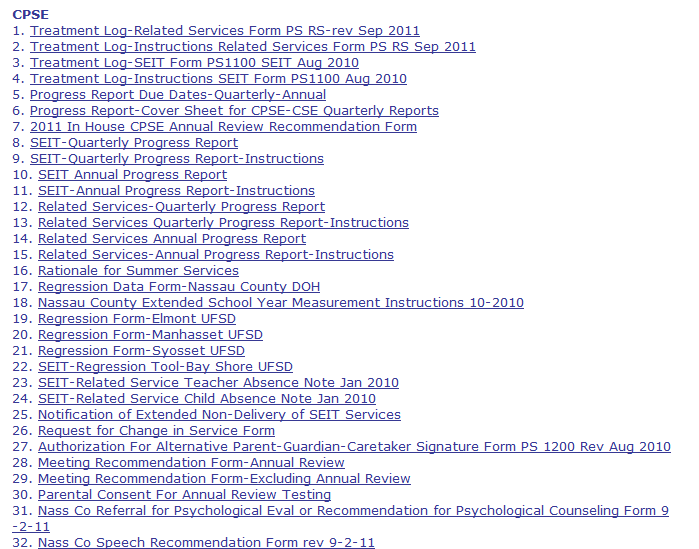 CPSE
1. Treatment Log-Related Services Form PS RS-rev Sep 2011
2. Treatment Log-Instructions Related Services Form PS RS Sep 2011
3. Treatment Log-SEIT Form PS1100 SEIT Aug 2010
4. Treatment Log-Instructions SEIT Form PS1100 Aug 2010
5. Progress Report Due Dates-Quarterly-Annual
6. Progress Report-Cover Sheet for CPSE-CSE Quarterly Reports
7. 2011 In House CPSE Annual Review Recommendation Form
8. SEIT-Quarterly Progress Report
9. SEIT-Quarterly Progress Report-Instructions
10. SEIT Annual Progress Report
11. SEIT-Annual Progress Report-Instructions
12. Related Services-Quarterly Progress Report
13. Related Services Quarterly Progress Report-Instructions
14. Related Services Annual Progress Report
15. Related Services-Annual Progress Report-Instructions
16. Rationale for Summer Services
17. Regression Data Form-Nassau County DOH
18. Nassau County Extended School Year Measurement Instructions 10-2010
19. Regression Form-Elmont UFSD
20. Regression Form-Manhasset UFSD
21. Regression Form-Syosset UFSD
22. SEIT-Regression Tool-Bay Shore UFSD
23. SEIT-Related Service Teacher Absence Note Jan 2010
24. SEIT-Related Service Child Absence Note Jan 2010
25. Notification of Extended Non-Delivery of SEIT Services
26. Request for Change in Service Form
27. Authorization For Alternative Parent-Guardian-Caretaker Signature Form PS 1200 Rev Aug 2010
28. Meeting Recommendation Form-Annual Review
29. Meeting Recommendation Form-Excluding Annual Review
30. Parental Consent For Annual Review Testing
31. Nass Co Referral for Psychological Eval or Recommendation for Psychological Counseling Form 9
-2-11
32. Nass Co Speech Recommendation Form rev 9-2-11